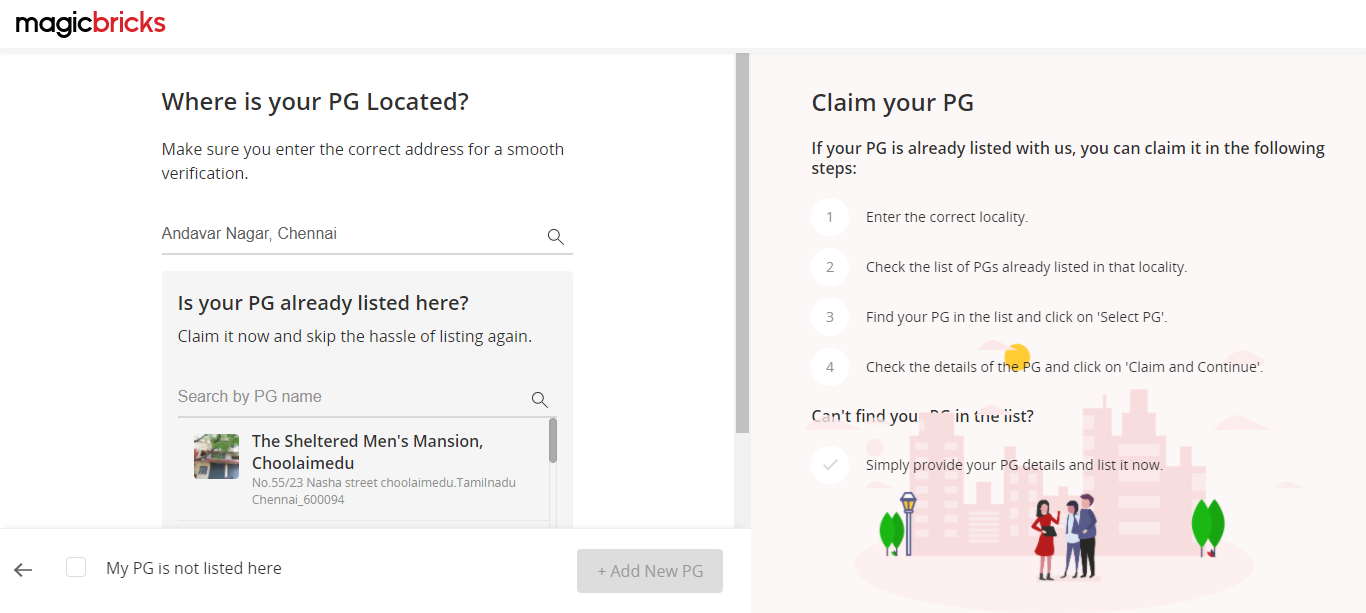 magicbricks
Where is your PG Located?
Make sure you enter the correct address for a smooth
verification.
Andavar Nagar, Chennai
Is your PG already listed here?
Claim it now and skip the hassle of listing again.
Search by PG name
The Sheltered Men's Mansion,
Choolaimedu
No.55/23 Nasha street choolaimedu.Tamilnadu
Chennai_600094
My PG is not listed here
+ Add New PG
Claim your PG
If your PG is already listed with us, you can claim it in the following
steps:
1 Enter the correct locality.
2 Check the list of PGs already listed in that locality.
3 Find your PG in the list and click on 'Select PG'.
4 Check the details of the PG and click on 'Claim and Continue'.
Can't find your PG in the list?
Simply provide your PG details and list it now.